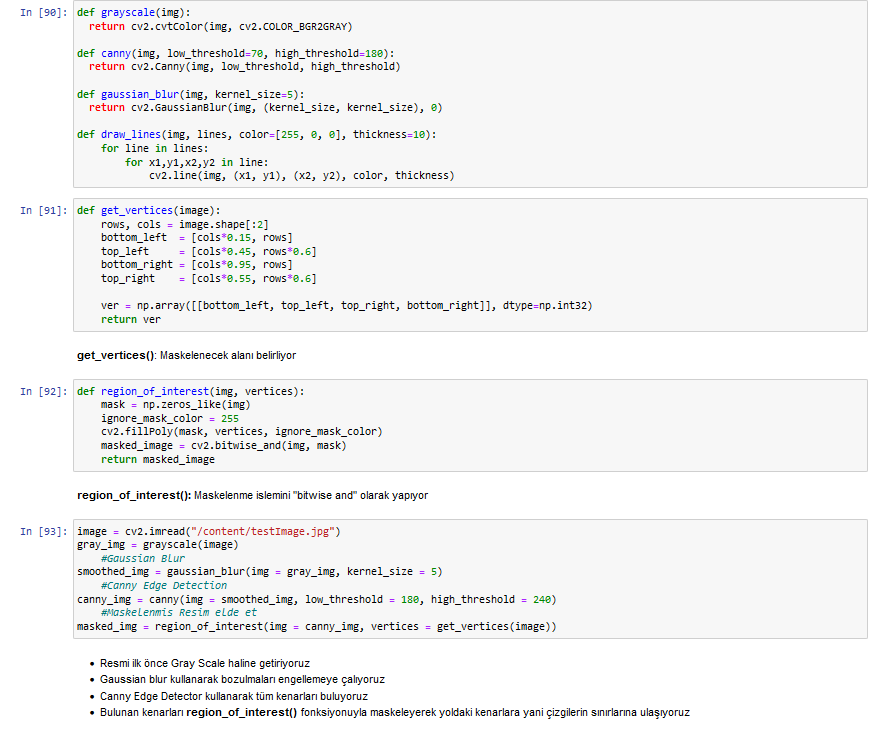 In [90]: def grayscale(img):
  return cv2.cvtColor(img, cv2.COLOR_BGR2GRAY)

def canny(img, low_threshold=70, high_threshold=180):
  return cv2.Canny(img, low_threshold, high_threshold)

def gaussian_blur(img, kernel_size=5):
  return cv2.GaussianBlur(img, (kernel_size, kernel_size), 0)

def draw_lines(img, lines, color=[255, 0, 0], thickness=10):
    for line in lines:
        for x1,y1,x2,y2 in line:
            cv2.line(img, (x1, y1), (x2, y2), color, thickness)

In [91]: def get_vertices(image):
    rows, cols = image.shape[:2]
    bottom_left  = [cols*0.15, rows]
    top_left     = [cols*0.45, rows*0.6]
    bottom_right = [cols*0.95, rows]
    top_right    = [cols*0.55, rows*0.6]

    ver = np.array([[bottom_left, top_left, top_right, bottom_right]], dtype=np.int32)
    return ver

get_vertices(): Maskelenecek alanı belirliyor

In [92]: def region_of_interest(img, vertices):
    mask = np.zeros_like(img)
    ignore_mask_color = 255
    cv2.fillPoly(mask, vertices, ignore_mask_color)
    masked_image = cv2.bitwise_and(img, mask)
    return masked_image

region_of_interest(): Maskelenme islemini "bitwise and" olarak yapıyor

In [93]: image = cv2.imread("/content/testImage.jpg")
gray_img = grayscale(image)
    #Gaussian Blur
smoothed_img = gaussian_blur(img = gray_img, kernel_size = 5)
    #Canny Edge Detection
canny_img = canny(img = smoothed_img, low_threshold = 180, high_threshold = 240)
    #Maskelenmis Resim elde et
masked_img = region_of_interest(img = canny_img, vertices = get_vertices(image))

• Resmi ilk önce Gray Scale haline getiriyoruz
• Gaussian blur kullanarak bozulmaları engellemeye çalıyoruz
• Canny Edge Detector kullanarak tüm kenarları buluyoruz
• Bulunan kenarları region_of_interest() fonksiyonuyla maskeleyerek yoldaki kenarlara yani çizgilerin sınırlarına ulaşıyoruz